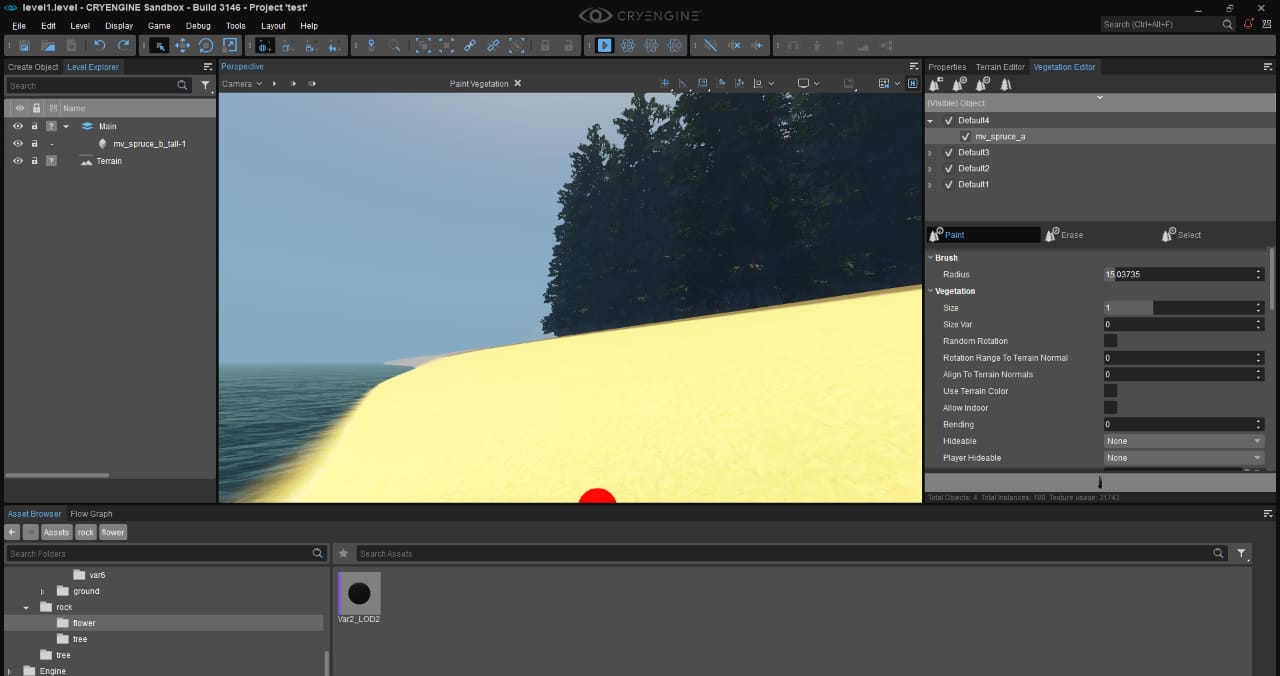 level1.level - CRYENGINE Sandbox - Build 3146 - Project 'test'
CRYENGINE
File Edit Level Display Game Debug Tools Layout Help
Search (Ctrl+Alt+F)
Create Object Level Explorer
Search
Name
? Main
- mv_spruce_b_tall-1
? Terrain
Perspective
Camera
Paint Vegetation
Properties Terrain Editor Vegetation Editor
(Visible) Object
Default4
mv_spruce_a
Default3
Default2
Default1
Paint Erase Select
Brush
Radius 15.03735
Vegetation
Size 1
Size Var 0
Random Rotation
Rotation Range To Terrain Normal 0
Align To Terrain Normals 0
Use Terrain Color
Allow Indoor
Bending 0
Hideable None
Player Hideable None
Total Objects: 4 Total Instances: 180 Texture usage: 31743
Asset Browser Flow Graph
Assets rock flower
Search Folders
Search Assets
var6
ground
rock
flower
tree
tree
Engine
Var2_LOD2